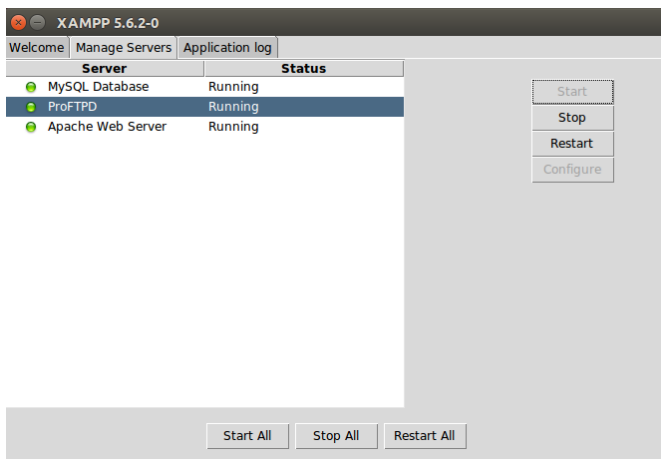 XAMPP 5.6.2-0
Welcome Manage Servers Application log
Server Status
MySQL Database Running
ProFTPD Running
Apache Web Server Running
Start
Stop
Restart
Configure
Start All Stop All Restart All